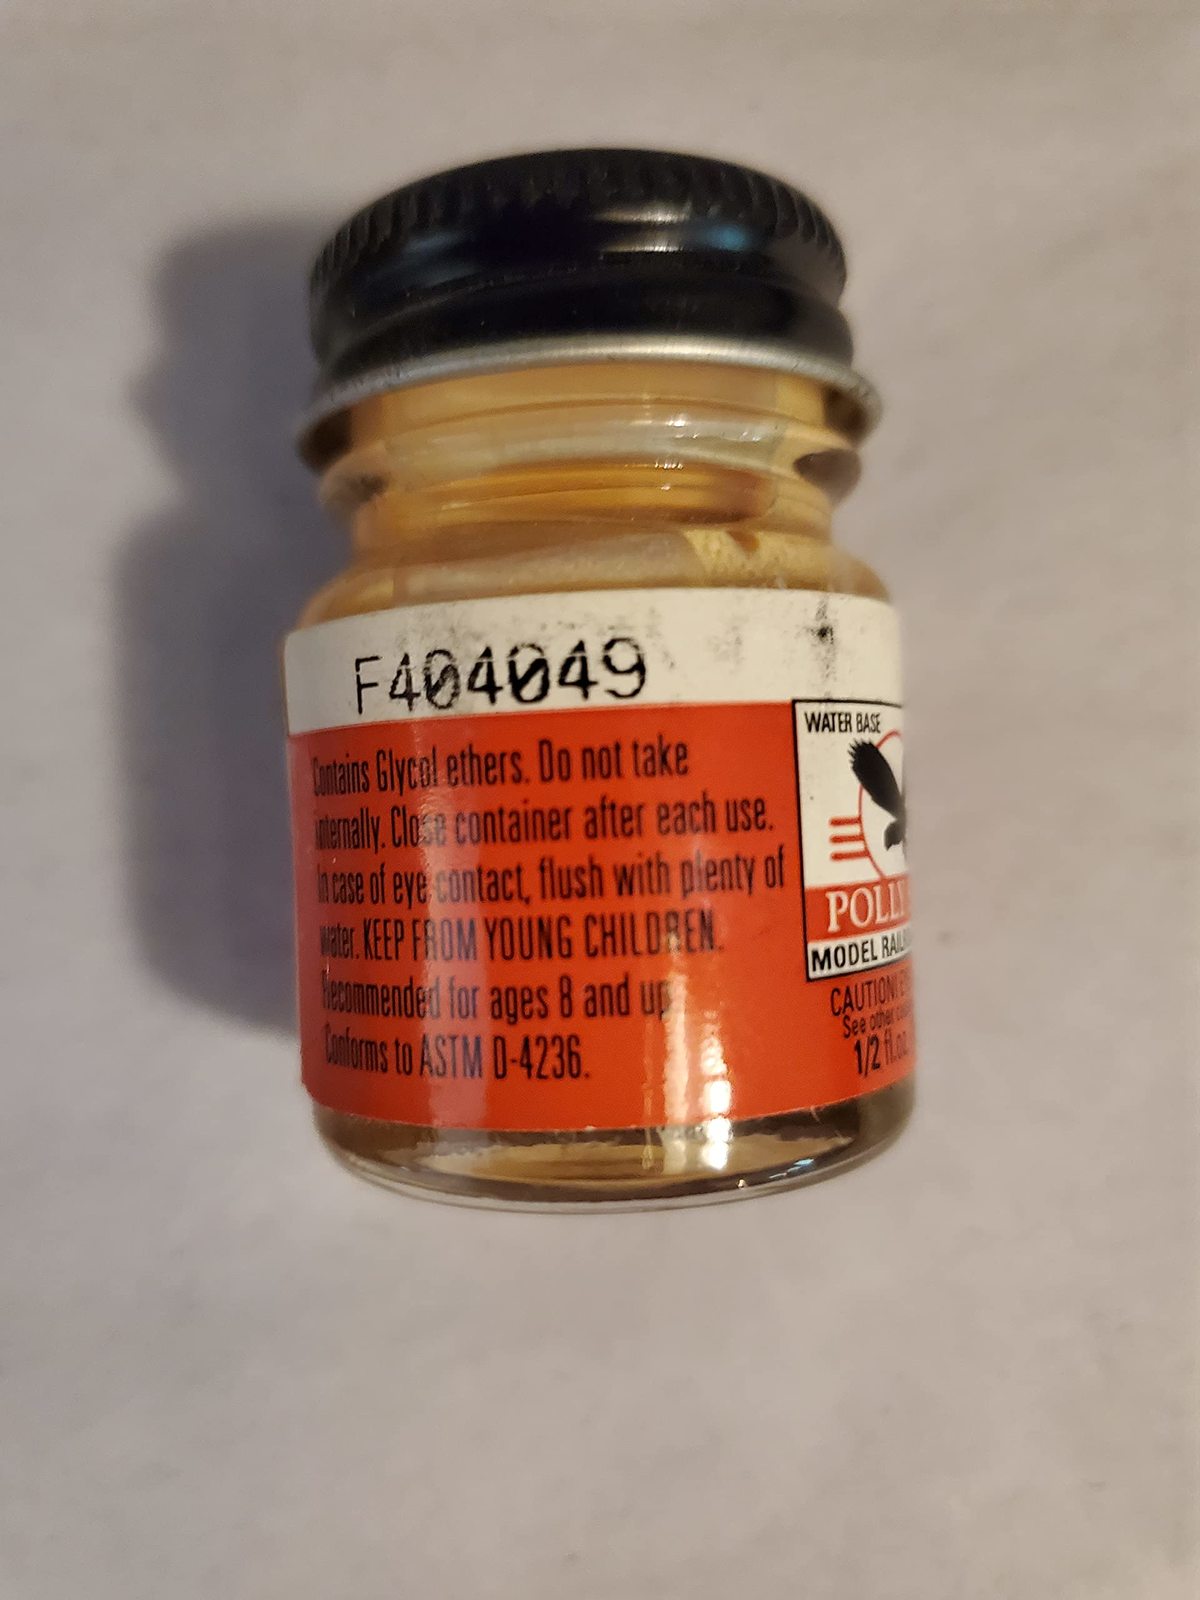 F404049
Contains Glycol ethers. Do not take
internally. Close container after each use.
In case of eye contact, flush with plenty of
water. KEEP FROM YOUNG CHILDREN.
Recommended for ages 8 and up.
Conforms to ASTM D-4236.
WATER BASE
POLLY
MODEL
CAUTION!
See other
1/2 fl.oz.